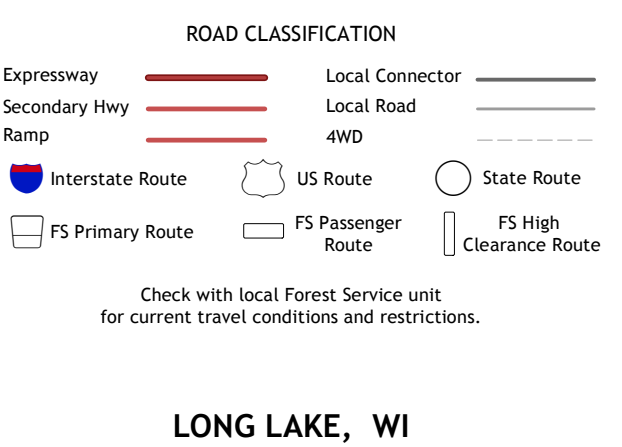 ROAD CLASSIFICATION
Expressway
Local Connector
Secondary Hwy
Local Road
Ramp
4WD
Interstate Route
US Route
State Route
FS Primary Route
FS Passenger
Route
FS High
Clearance Route
Check with local Forest Service unit
for current travel conditions and restrictions.
LONG LAKE, WI